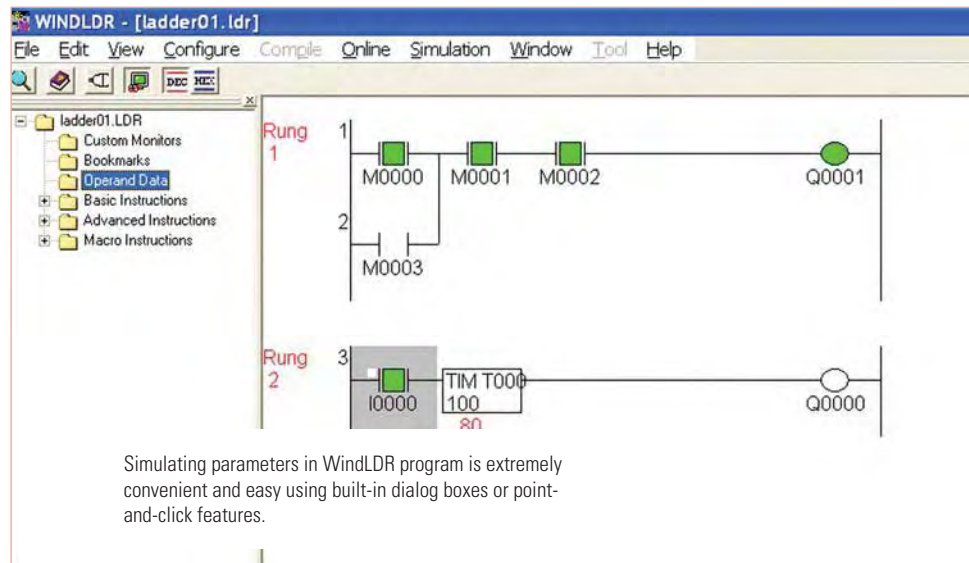 WINDLDR - [ladder01.ldr]
File Edit View Configure Compile Online Simulation Window Tool Help
DEC HEX
ladder01.LDR
Custom Monitors
Bookmarks
Operand Data
Basic Instructions
Advanced Instructions
Macro Instructions
Rung 1
1
M0000 M0001 M0002 Q0001
2
M0003
Rung 2
3
I0000 TIM T000 Q0000
100
80
Simulating parameters in WindLDR program is extremely
convenient and easy using built-in dialog boxes or point-
and-click features.